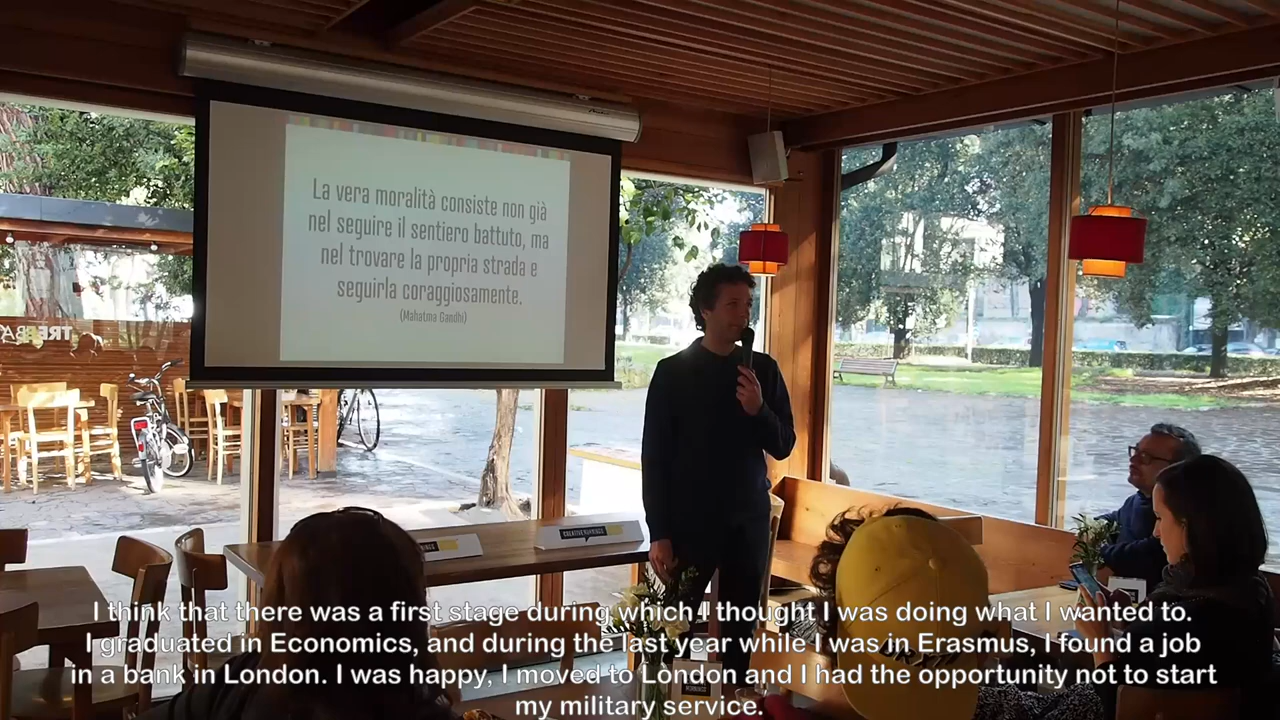 La vera moralità consiste non già
nel seguire il sentiero battuto, ma
nel trovare la propria strada e
seguirla coraggiosamente.
(Mahatma Gandhi)
CREATIVEMORNINGS
I think that there was a first stage during which I thought I was doing what I wanted to.
I graduated in Economics, and during the last year while I was in Erasmus, I found a job
in a bank in London. I was happy, I moved to London and I had the opportunity not to start
my military service.